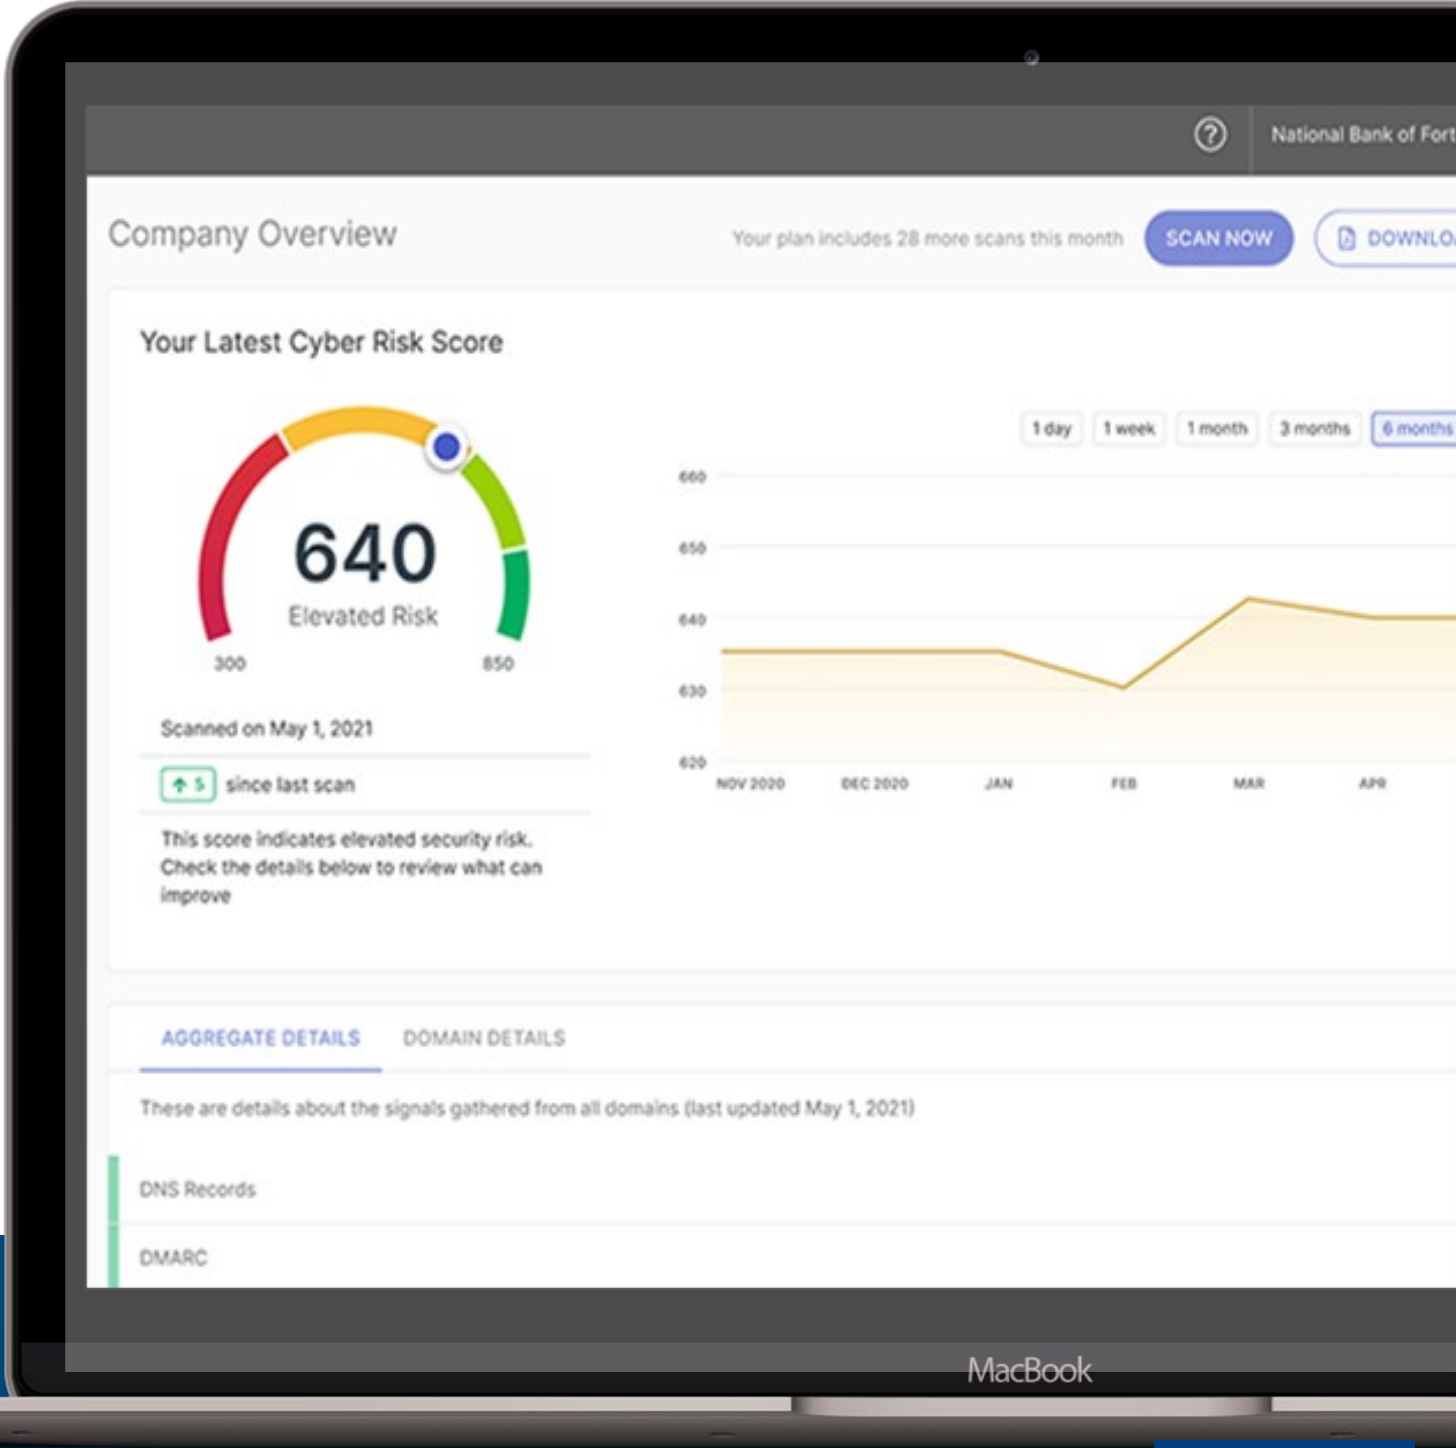 National Bank of Fort
Company Overview
Your plan includes 28 more scans this month
SCAN NOW
DOWNLOA
Your Latest Cyber Risk Score
640
Elevated Risk
300
850
Scanned on May 1, 2021
5 since last scan
This score indicates elevated security risk.
Check the details below to review what can
improve
1 day
1 week
1 month
3 months
6 months
660
650
640
630
620
NOV 2020
DEC 2020
JAN
FEB
MAR
APR
AGGREGATE DETAILS
DOMAIN DETAILS
These are details about the signals gathered from all domains (last updated May 1, 2021)
DNS Records
DMARC
MacBook